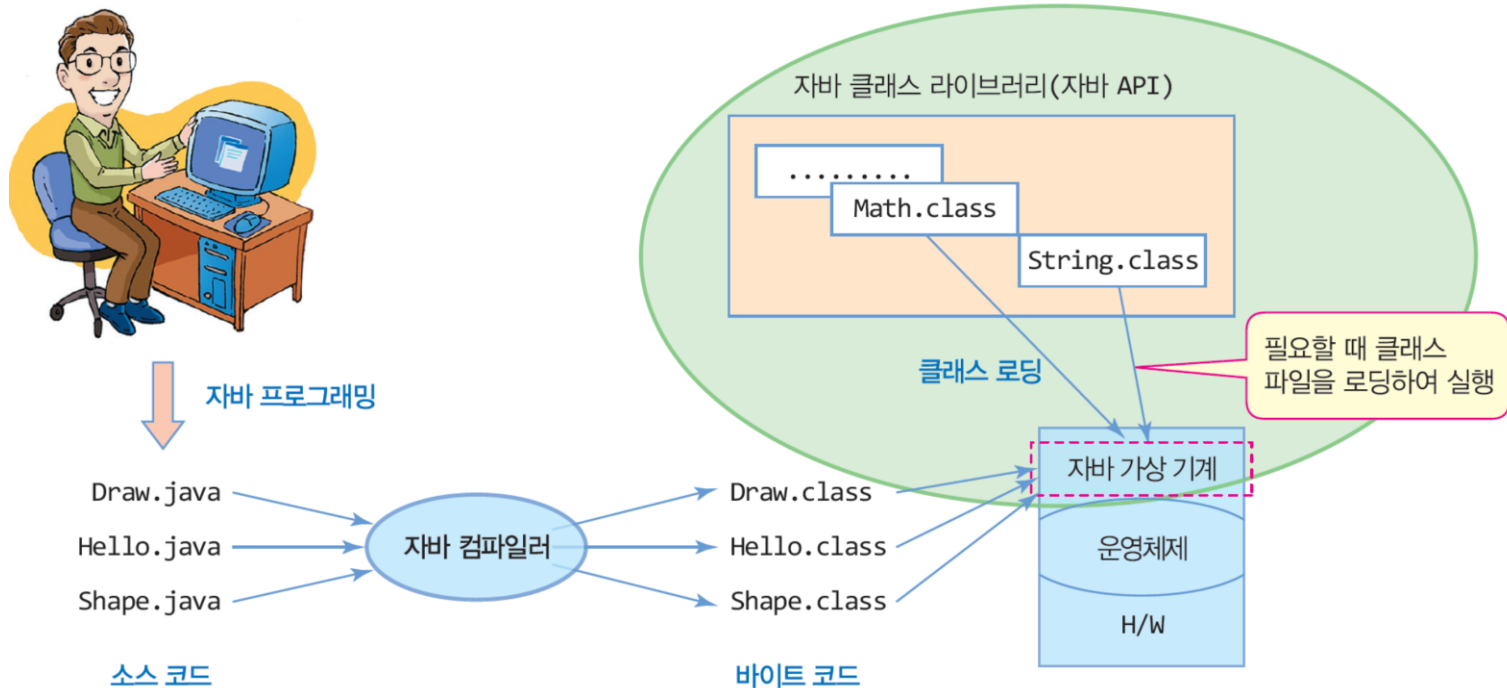 자바 클래스 라이브러리(자바 API)
.........
Math.class
String.class
클래스 로딩
필요할 때 클래스
파일을 로딩하여 실행
자바 프로그래밍
Draw.java
Hello.java
Shape.java
자바 컴파일러
Draw.class
Hello.class
Shape.class
자바 가상 기계
운영체제
H/W
소스 코드
바이트 코드